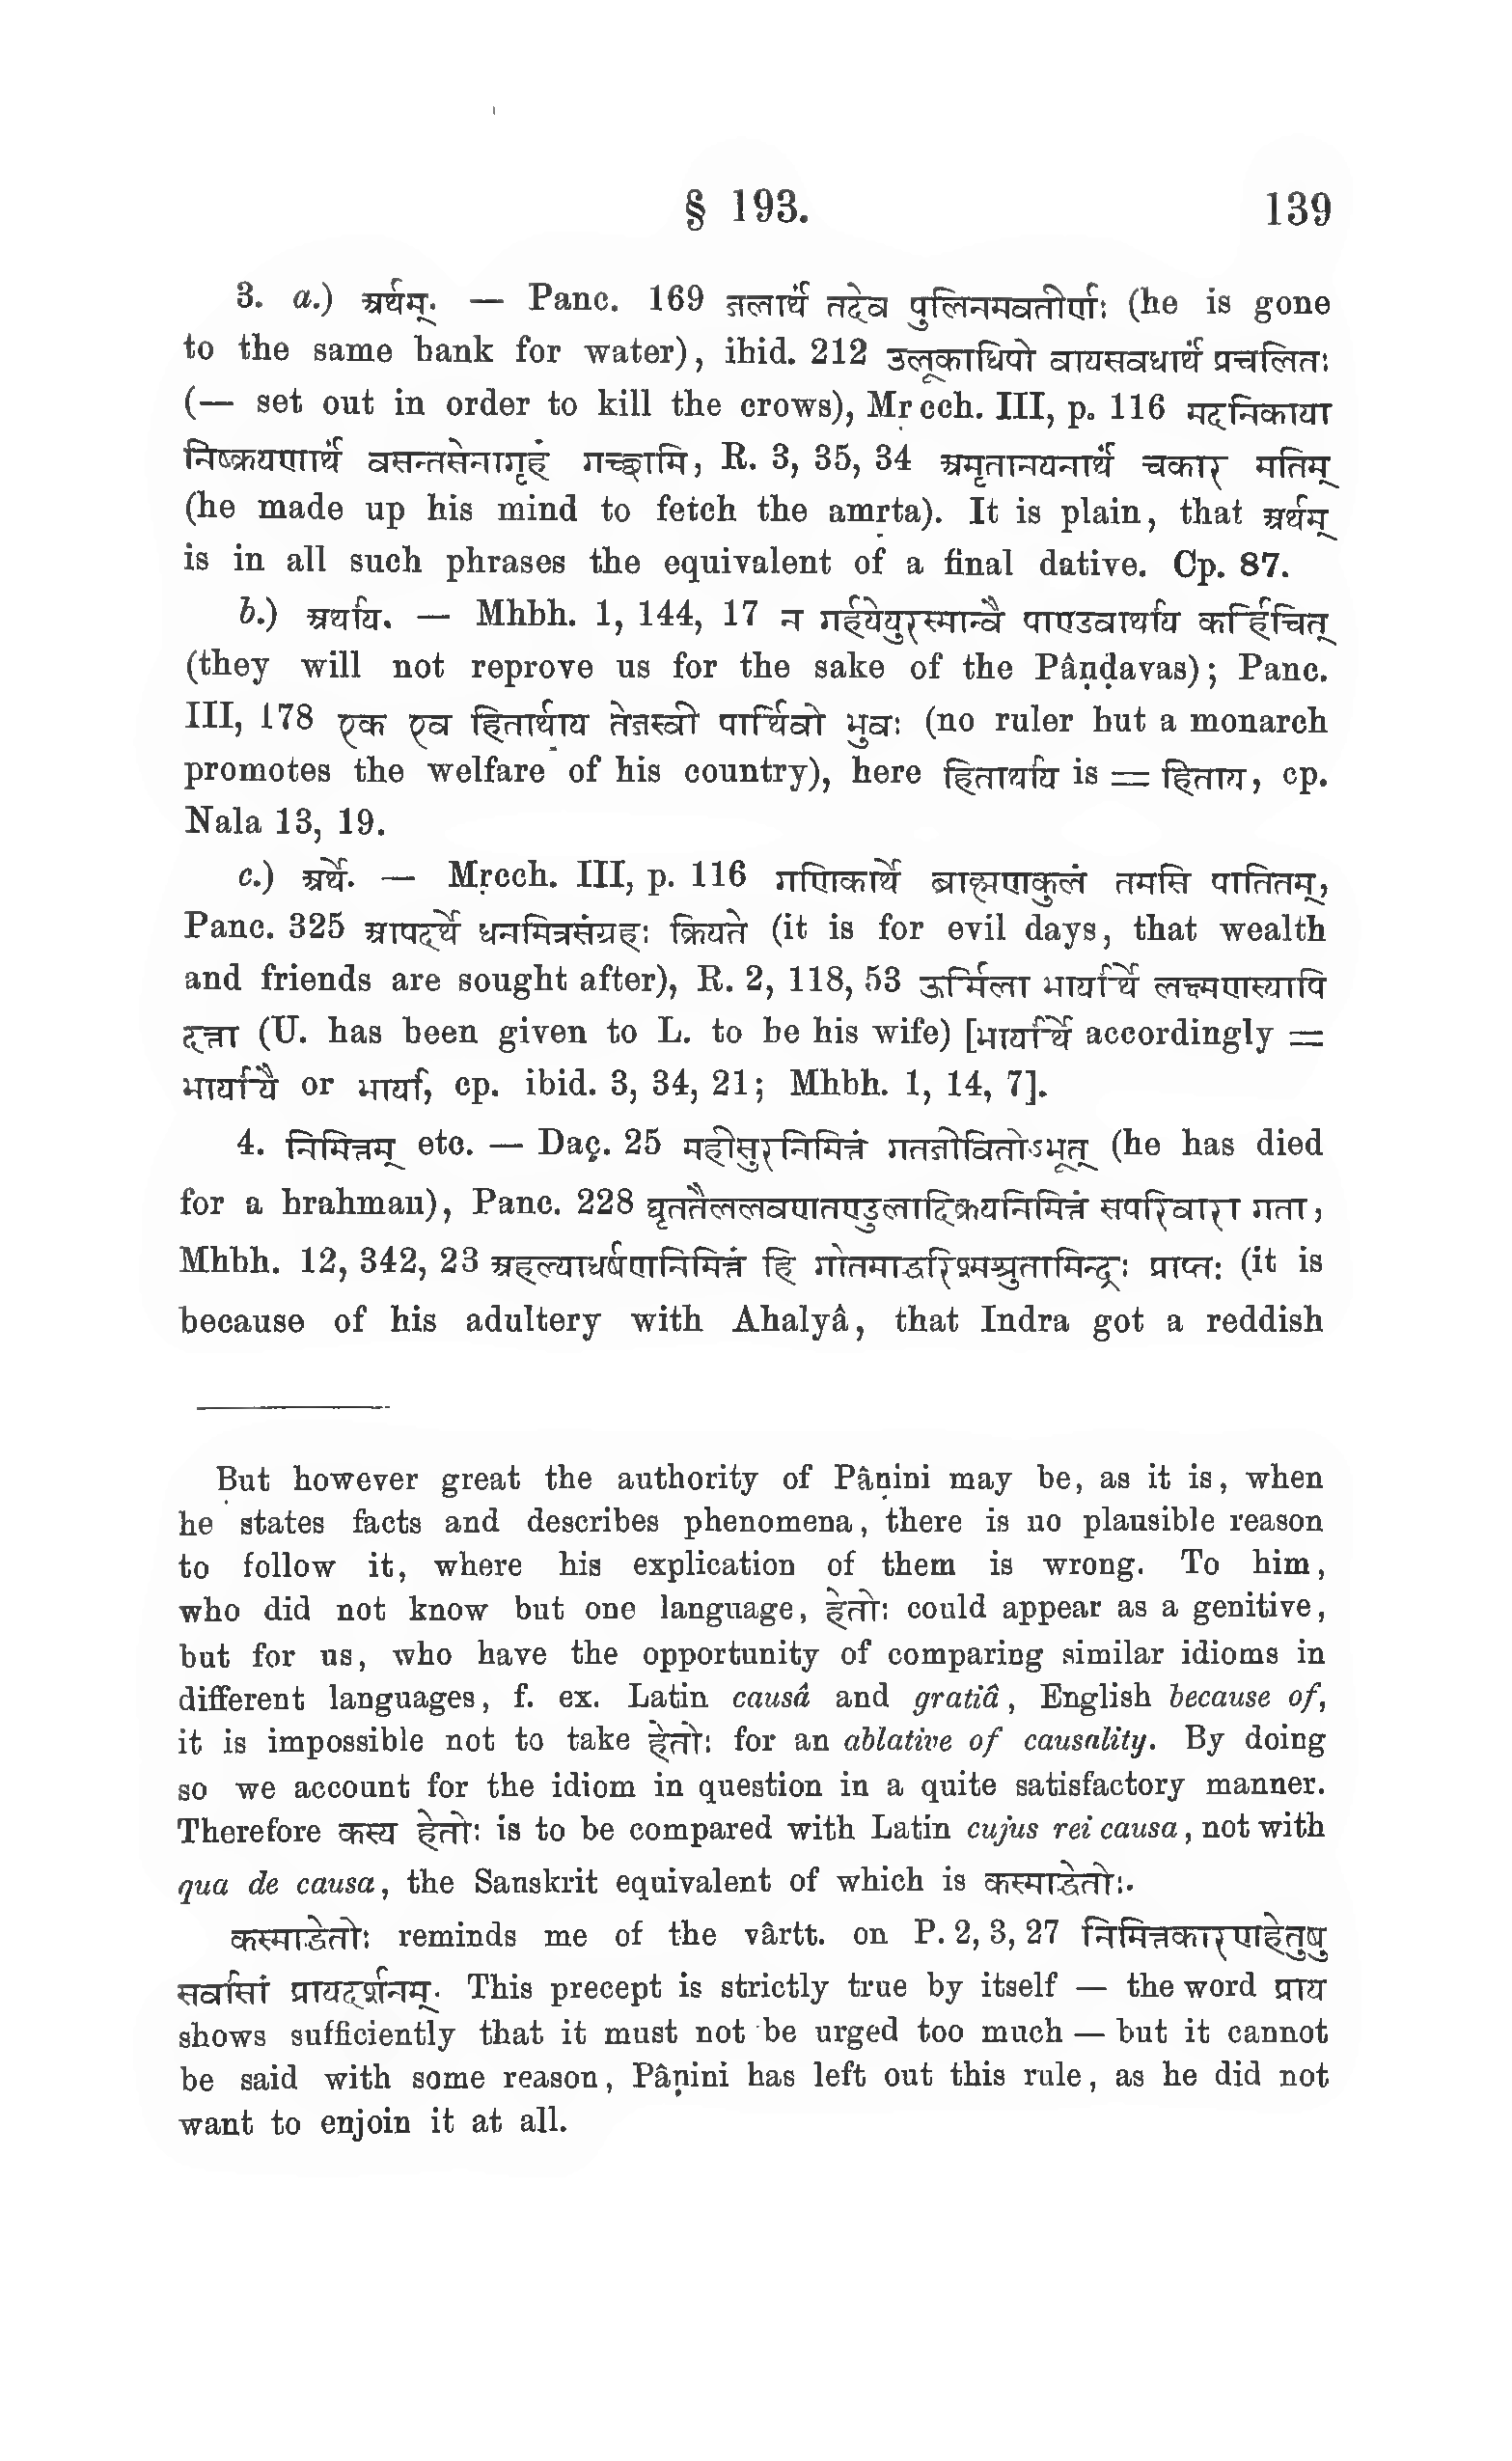 § 193. 139
3. a.) अर्थम्. — Panc. 169 जलार्थं तदेव पुलिनमवतीर्णः (he is gone
to the same bank for water), ibid. 212 उलूकाधिपो वायसवधार्थं प्रचलितः
(— set out in order to kill the crows), Mṛcch. III, p. 116 मदनिकाया
निष्क्रयणार्थं वसन्तसेनागृहं गच्छामि, R. 3, 35, 34 अमृतानयनार्थं चकार मतिम्
(he made up his mind to fetch the amṛta). It is plain, that अर्थम्
is in all such phrases the equivalent of a final dative. Cp. 87.
b.) अर्थाय. — Mhbh. 1, 144, 17 न गर्हयेयुरस्मान्वै पाण्डवार्थाय कर्हिचित्
(they will not reprove us for the sake of the Pâṇḍavas); Panc.
III, 178 एक एव हितार्थाय तेजस्वी पार्थिवो भुवः (no ruler but a monarch
promotes the welfare of his country), here हितार्थाय is = हिताय, cp.
Nala 13, 19.
c.) अर्थे. — Mṛcch. III, p. 116 गणिकार्थे ब्राह्मणकुलं तमसि पातितम्,
Panc. 325 आपदर्थे धनमित्रसंग्रहः क्रियते (it is for evil days, that wealth
and friends are sought after), R. 2, 118, 53 ऊर्मिला भार्यार्थे लक्ष्मणास्यापि
दत्ता (U. has been given to L. to be his wife) [भार्यार्थे accordingly =
भार्यायै or भार्या, cp. ibid. 3, 34, 21; Mhbh. 1, 14, 7].
4. निमित्तम् etc. — Daç. 25 महीसुरनिमित्तं गतजीवितोऽभूत् (he has died
for a brahman), Panc. 228 घृततैललवणतण्डुलादिक्रयनिमित्तं सपरिवारा गता,
Mhbh. 12, 342, 23 अहल्याधर्षणनिमित्तं हि गोतमाद्धरिश्मश्रुतामिन्द्रः प्राप्तः (it is
because of his adultery with Ahalyâ, that Indra got a reddish
But however great the authority of Pâṇini may be, as it is, when
he states facts and describes phenomena, there is no plausible reason
to follow it, where his explication of them is wrong. To him,
who did not know but one language, हेतोः could appear as a genitive,
but for us, who have the opportunity of comparing similar idioms in
different languages, f. ex. Latin causâ and gratiâ, English because of,
it is impossible not to take हेतोः for an ablative of causality. By doing
so we account for the idiom in question in a quite satisfactory manner.
Therefore कस्य हेतोः is to be compared with Latin cujus rei causa, not with
qua de causa, the Sanskrit equivalent of which is कस्माद्धेतोः.
कस्माद्धेतोः reminds me of the vârtt. on P. 2, 3, 27 निमित्तकारणहेतुषु
सर्वासां प्रायदर्शनम्. This precept is strictly true by itself — the word प्राय
shows sufficiently that it must not be urged too much — but it cannot
be said with some reason, Pâṇini has left out this rule, as he did not
want to enjoin it at all.